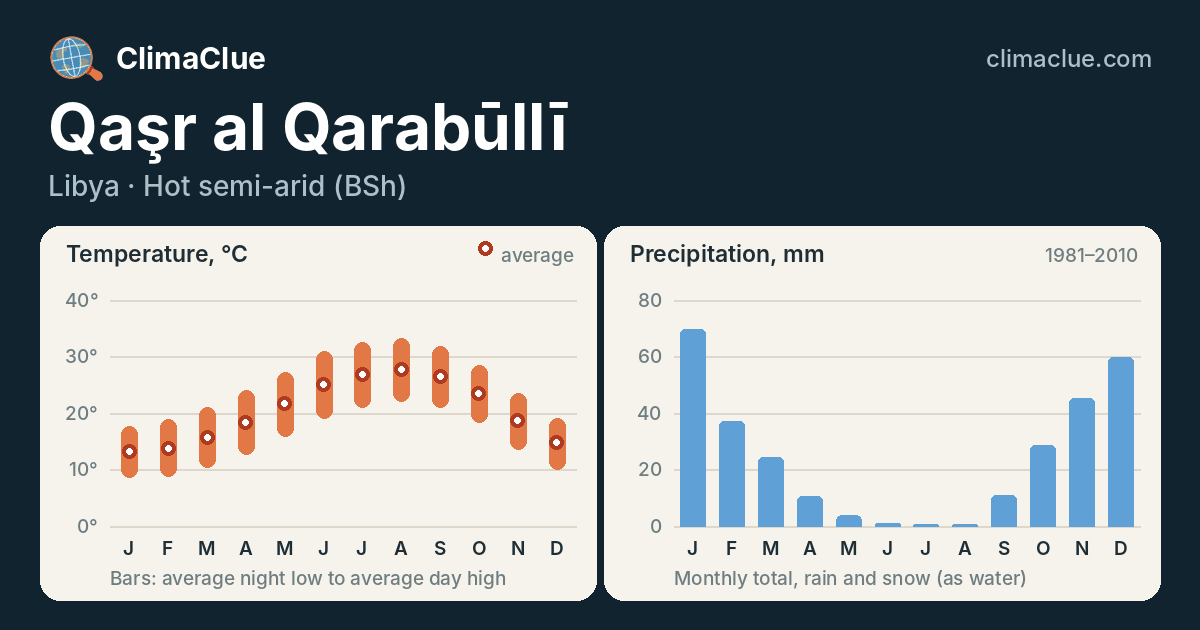 ClimaClue
climaclue.com
Qaşr al Qarabūllī
Libya · Hot semi-arid (BSh)
Temperature, °C
average
40°
30°
20°
10°
0°
J F M A M J J A S O N D
Bars: average night low to average day high
Precipitation, mm
1981–2010
80
60
40
20
0
J F M A M J J A S O N D
Monthly total, rain and snow (as water)